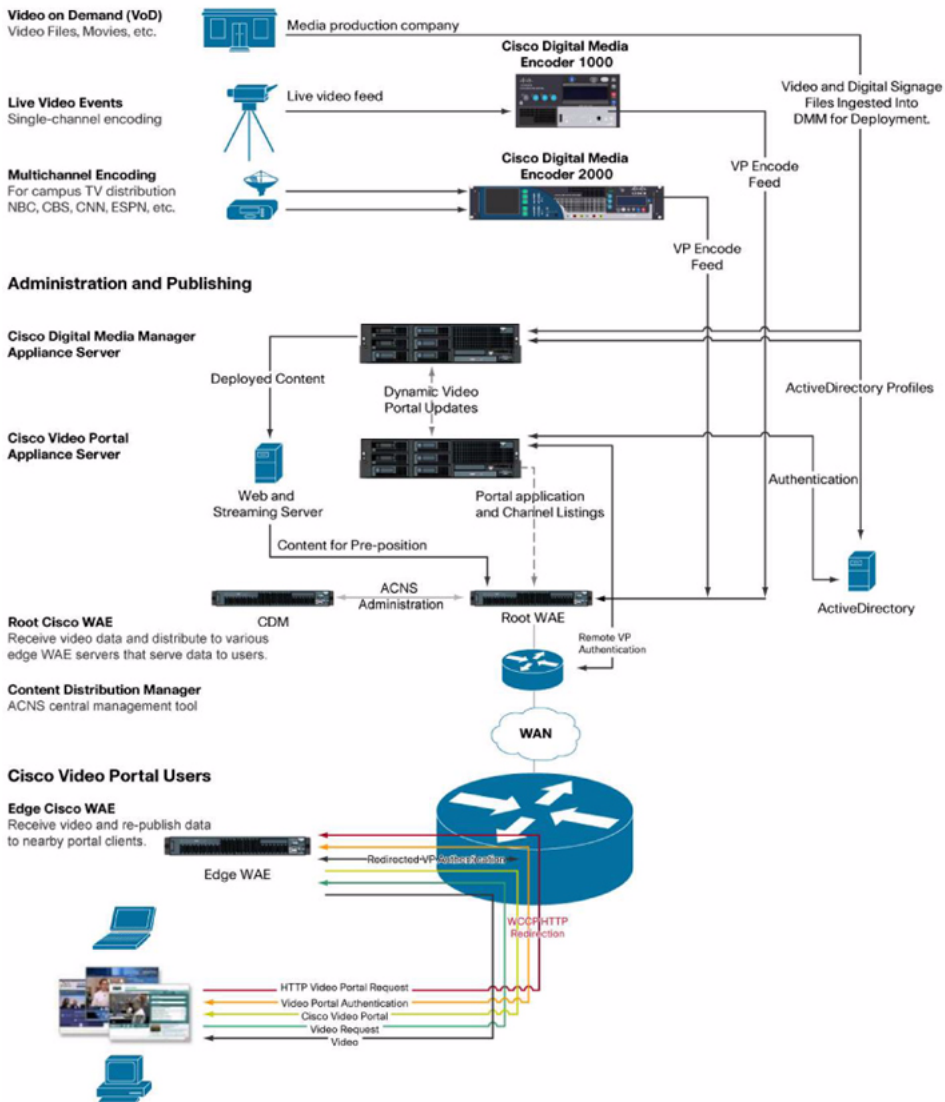 Video on Demand (VoD)
Video Files, Movies, etc.
Media production company
Cisco Digital Media
Encoder 1000
Video and Digital Signage
Files Ingested Into
DMM for Deployment.
Live Video Events
Single-channel encoding
Live video feed
VP Encode
Feed
Multichannel Encoding
For campus TV distribution
NBC, CBS, CNN, ESPN, etc.
Cisco Digital Media
Encoder 2000
VP Encode
Feed
Administration and Publishing
Cisco Digital Media Manager
Appliance Server
Deployed Content
Dynamic Video
Portal Updates
ActiveDirectory Profiles
Cisco Video Portal
Appliance Server
Web and
Streaming Server
Portal application
and Channel Listings
Authentication
Content for Pre-position
ACNS
Administration
CDM
Root WAE
ActiveDirectory
Root Cisco WAE
Receive video data and distribute to various
edge WAE servers that serve data to users.
Remote VP
Authentication
Content Distribution Manager
ACNS central management tool
WAN
Cisco Video Portal Users
Edge Cisco WAE
Receive video and re-publish data
to nearby portal clients.
Edge WAE
Redirected VP Authentication
WCCP/HTTP
Redirection
HTTP Video Portal Request
Video Portal Authentication
Cisco Video Portal
Video Request
Video